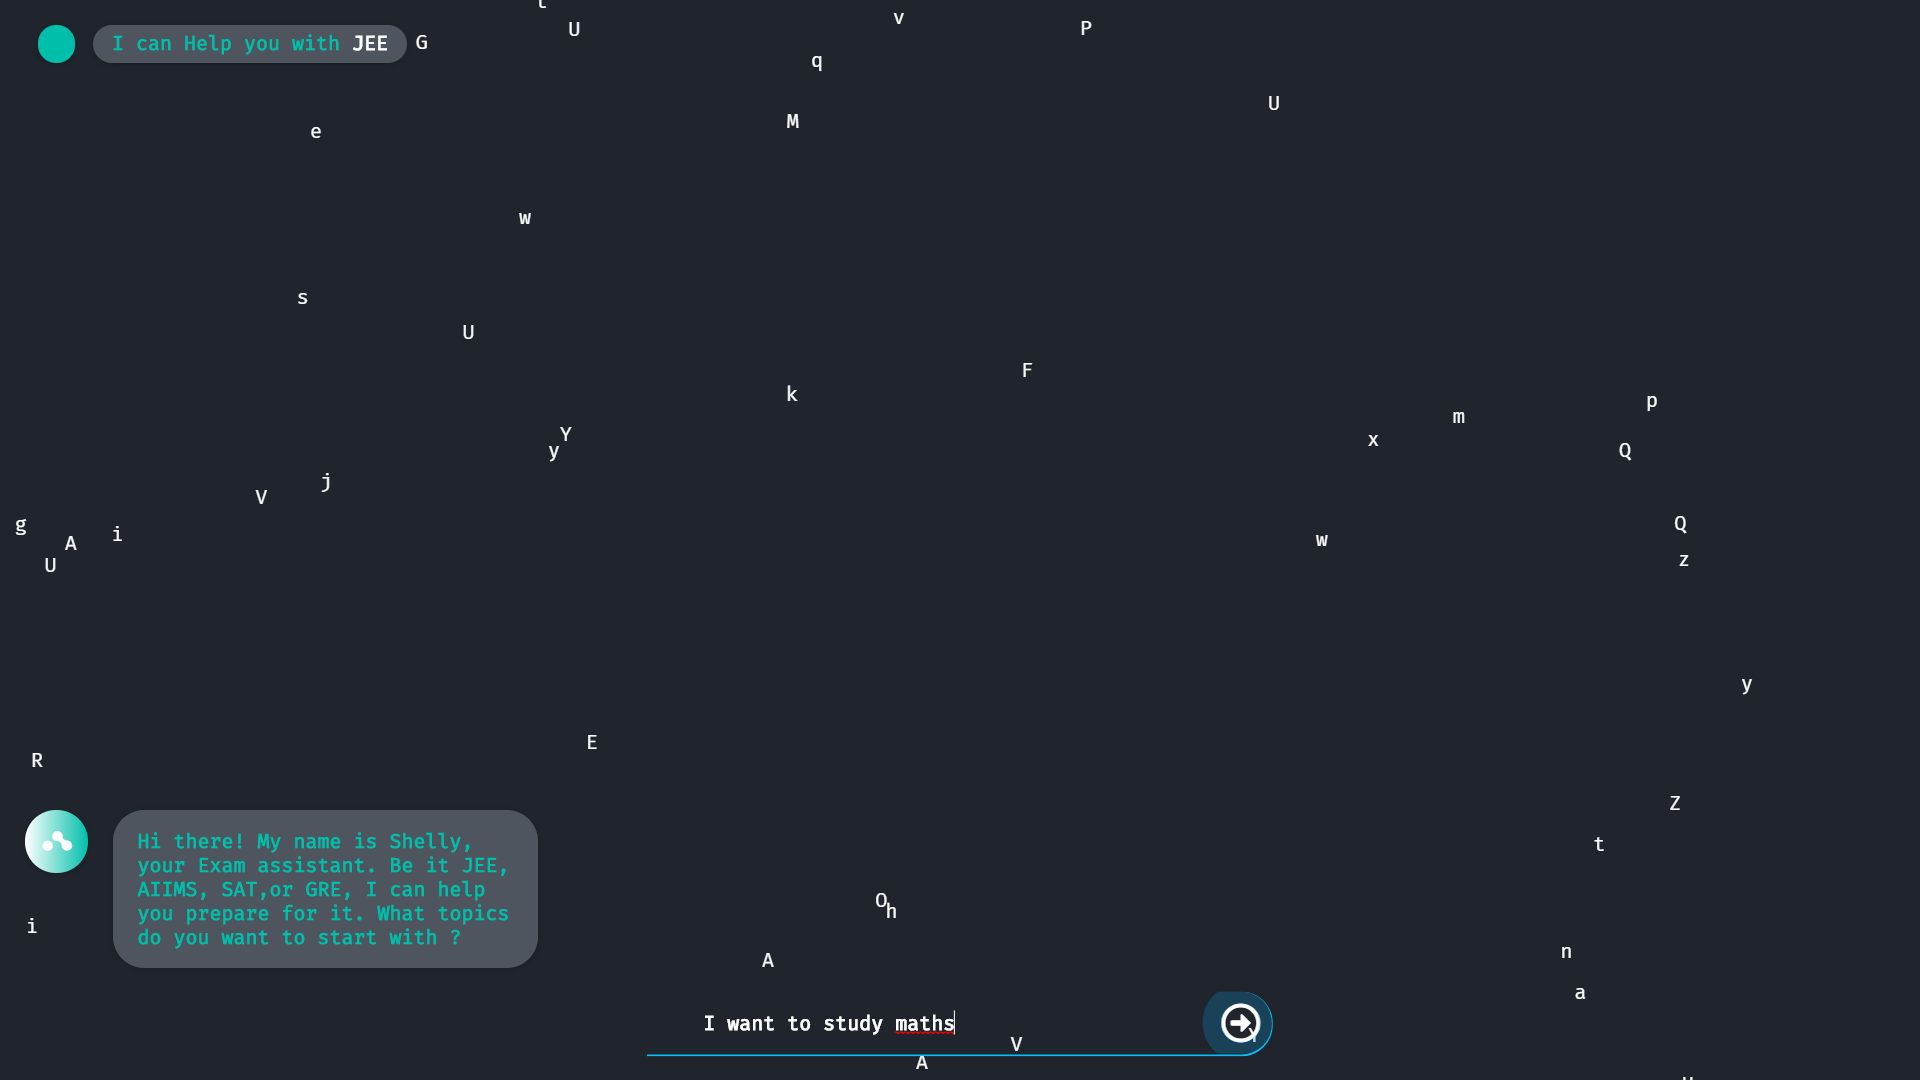 t
U
v
P
I can Help you with JEE
G
q
U
M
e
w
s
U
F
k
p
m
Y
x
y
Q
j
V
g
Q
i
A
w
z
U
y
E
R
Z
Hi there! My name is Shelly,
your Exam assistant. Be it JEE,
AIIMS, SAT,or GRE, I can help
you prepare for it. What topics
do you want to start with ?
t
O
h
i
n
A
a
I want to study maths
Y
V
A